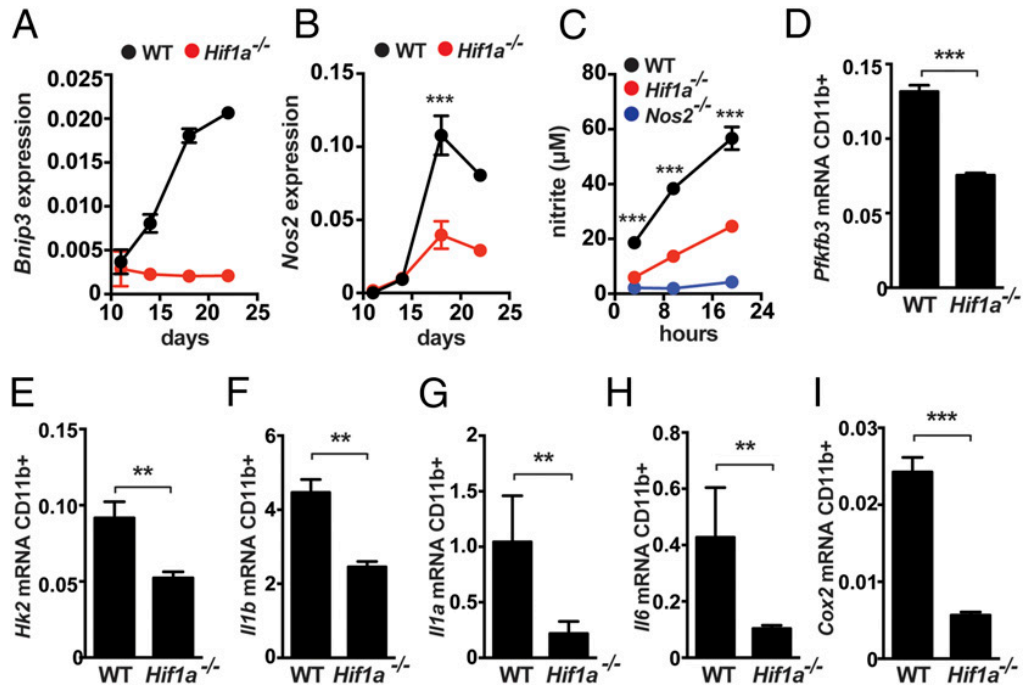 A
WT Hif1a-/-
0.025
0.020
0.015
0.010
0.005
0
10 15 20 25
days
Bnip3 expression
B
WT Hif1a-/-
0.15
0.10
0.05
0
10 15 20 25
days
Nos2 expression
***
C
WT
Hif1a-/-
Nos2-/-
80
60
40
20
0
0 8 16 24
hours
nitrite (µM)
*** *** ***
D
***
0.15
0.10
0.05
0.00
Pfkfb3 mRNA CD11b+
WT Hif1a-/-
E
**
0.15
0.10
0.05
0.00
Hk2 mRNA CD11b+
WT Hif1a-/-
F
**
6
4
2
0
Il1b mRNA CD11b+
WT Hif1a-/-
G
**
2
1.5
1.0
0.5
0
Il1a mRNA CD11b+
WT Hif1a-/-
H
**
0.8
0.6
0.4
0.2
0.0
Il6 mRNA CD11b+
WT Hif1a-/-
I
***
0.03
0.02
0.006
0.000
Cox2 mRNA CD11b+
WT Hif1a-/-